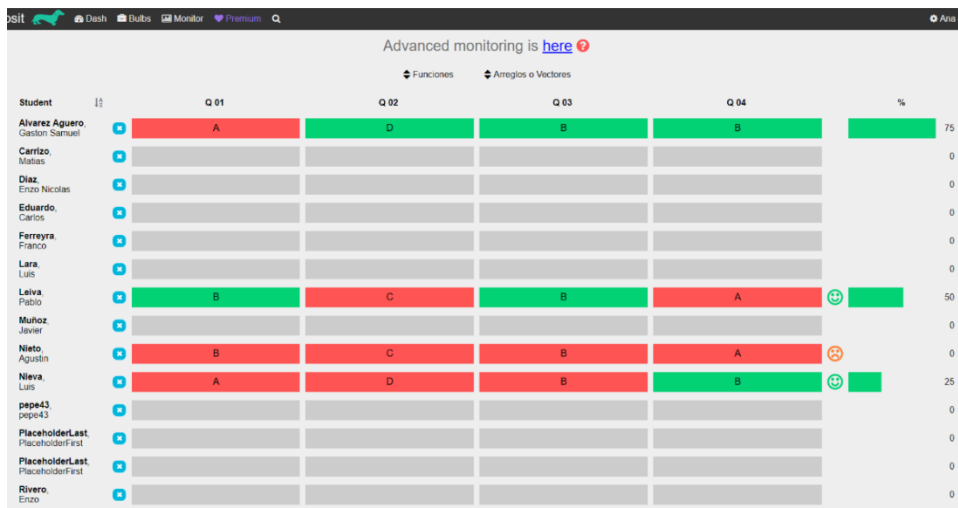 osit Dash Bulbs Monitor Premium Ana
Advanced monitoring is here ?
Funciones Arreglos o Vectores
Student Q 01 Q 02 Q 03 Q 04 %
Alvarez Aguero,
Gaston Samuel A D B B 75
Carrizo,
Matias 0
Diaz,
Enzo Nicolas 0
Eduardo,
Carlos 0
Ferreyra,
Franco 0
Lara,
Luis 0
Leiva,
Pablo B C B A 50
Muñoz,
Javier 0
Nieto,
Agustin B C B A 0
Nieva,
Luis A D B B 25
pepe43,
pepe43 0
PlaceholderLast,
PlaceholderFirst 0
PlaceholderLast,
PlaceholderFirst 0
Rivero,
Enzo 0